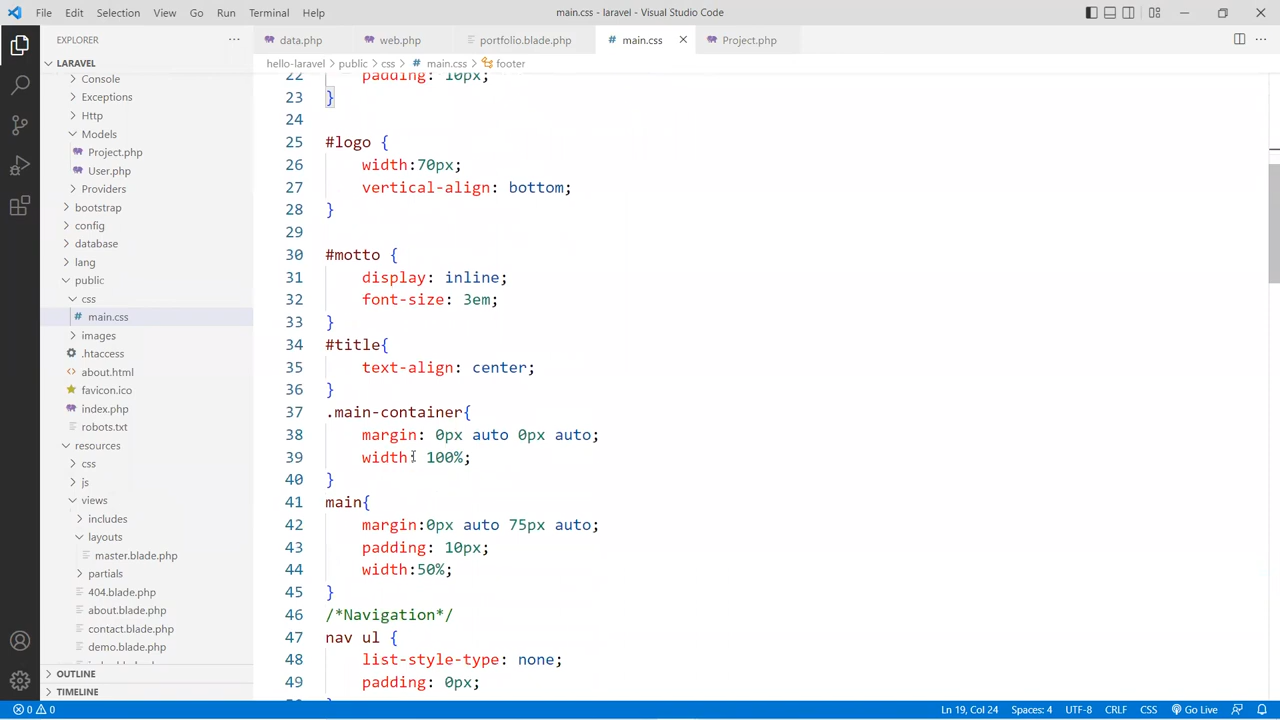 File Edit Selection View Go Run Terminal Help
main.css - laravel - Visual Studio Code
EXPLORER
LARAVEL
Console
Exceptions
Http
Models
Project.php
User.php
Providers
bootstrap
config
database
lang
public
css
# main.css
images
.htaccess
about.html
favicon.ico
index.php
robots.txt
resources
css
js
views
includes
layouts
master.blade.php
partials
404.blade.php
about.blade.php
contact.blade.php
demo.blade.php
OUTLINE
TIMELINE
data.php web.php portfolio.blade.php # main.css Project.php
hello-laravel > public > css > # main.css > footer
22 padding: 10px;
23 }
24
25 #logo {
26 width:70px;
27 vertical-align: bottom;
28 }
29
30 #motto {
31 display: inline;
32 font-size: 3em;
33 }
34 #title{
35 text-align: center;
36 }
37 .main-container{
38 margin: 0px auto 0px auto;
39 width: 100%;
40 }
41 main{
42 margin:0px auto 75px auto;
43 padding: 10px;
44 width:50%;
45 }
46 /*Navigation*/
47 nav ul {
48 list-style-type: none;
49 padding: 0px;
0 0 Ln 19, Col 24 Spaces: 4 UTF-8 CRLF CSS Go Live